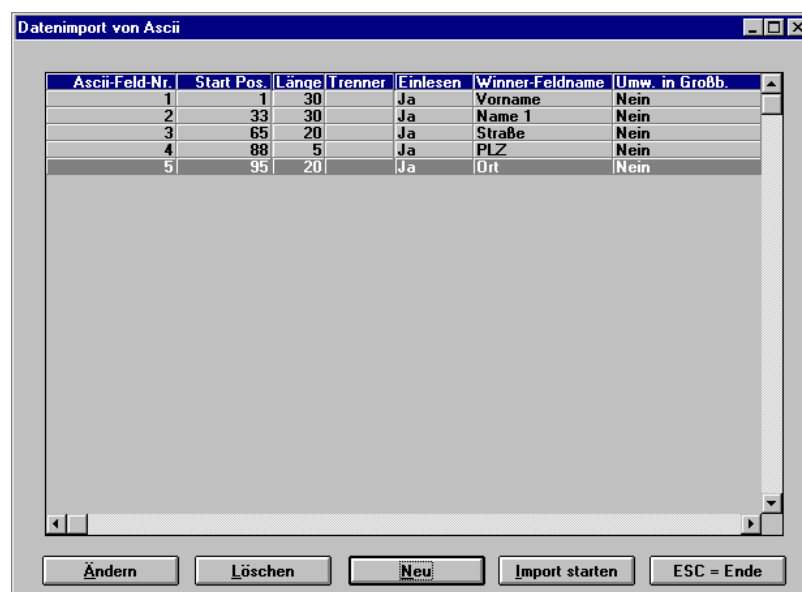 Datenimport von Ascii
Ascii-Feld-Nr. Start Pos. Länge Trenner Einlesen Winner-Feldname Umw. in Großb.
1 1 30 Ja Vorname Nein
2 33 30 Ja Name 1 Nein
3 65 20 Ja Straße Nein
4 88 5 Ja PLZ Nein
5 95 20 Ja Ort Nein
Ändern Löschen Neu Import starten ESC = Ende